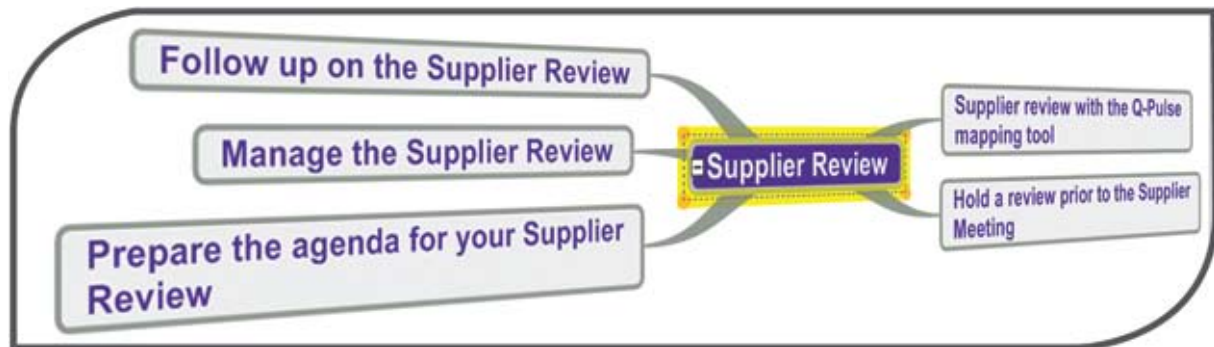 Follow up on the Supplier Review
Manage the Supplier Review
Prepare the agenda for your Supplier
Review
Supplier Review
Supplier review with the Q-Pulse
mapping tool
Hold a review prior to the Supplier
Meeting